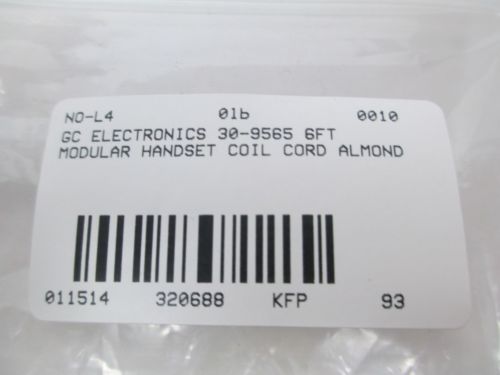 NO-L4 01b 0010
GC ELECTRONICS 30-9565 6FT
MODULAR HANDSET COIL CORD ALMOND
011514 320688 KFP 93